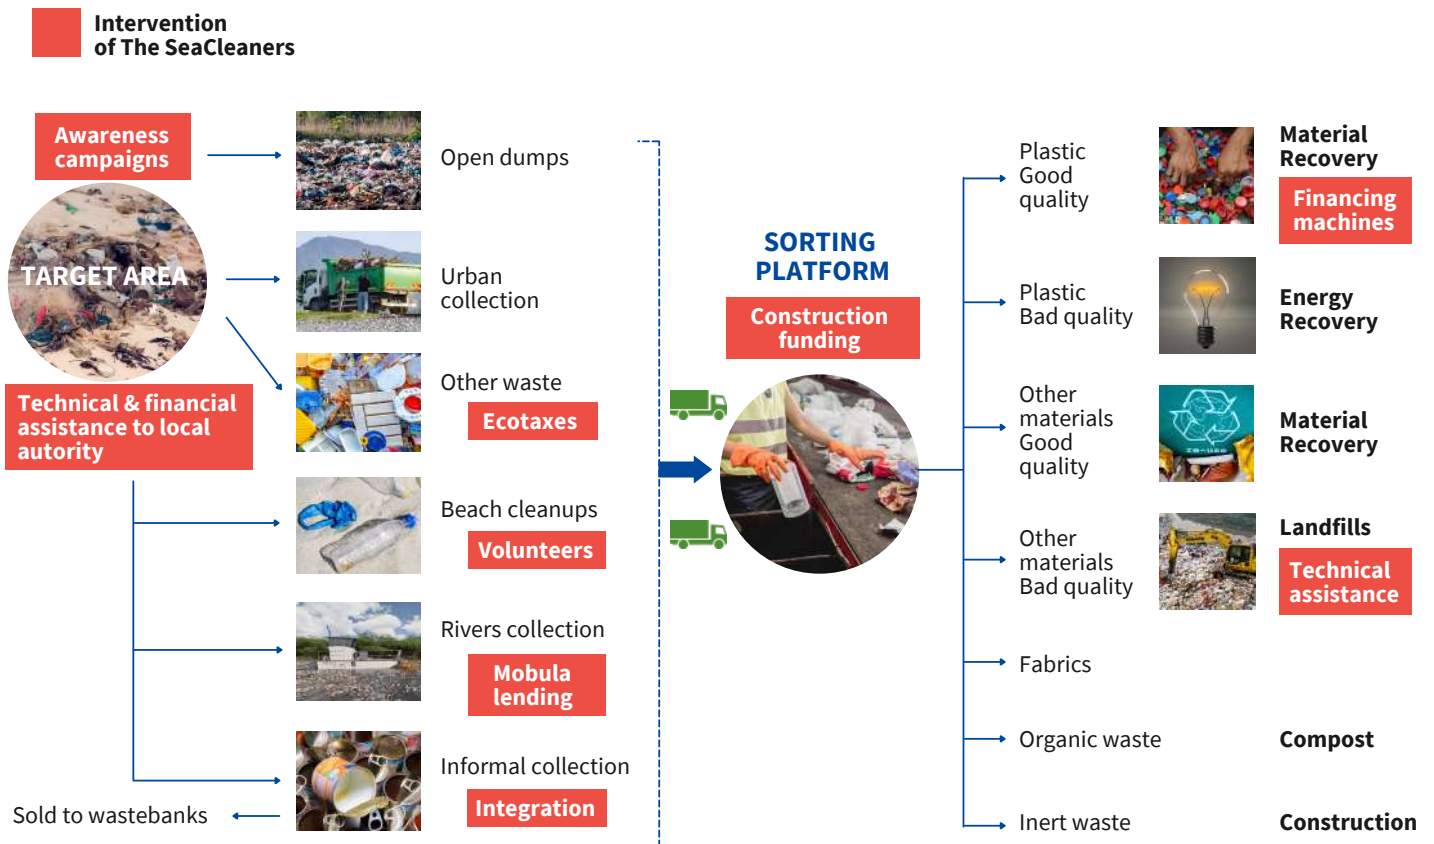 Intervention
of The SeaCleaners
Awareness
campaigns
TARGET AREA
Technical & financial
assistance to local
autority
Open dumps
Urban
collection
Other waste
Ecotaxes
Beach cleanups
Volunteers
Rivers collection
Mobula
lending
Informal collection
Integration
Sold to wastebanks
SORTING
PLATFORM
Construction
funding
Plastic
Good
quality
Material
Recovery
Financing
machines
Plastic
Bad quality
Energy
Recovery
Other
materials
Good
quality
re-use
Material
Recovery
Other
materials
Bad quality
Landfills
Technical
assistance
Fabrics
Organic waste
Compost
Inert waste
Construction